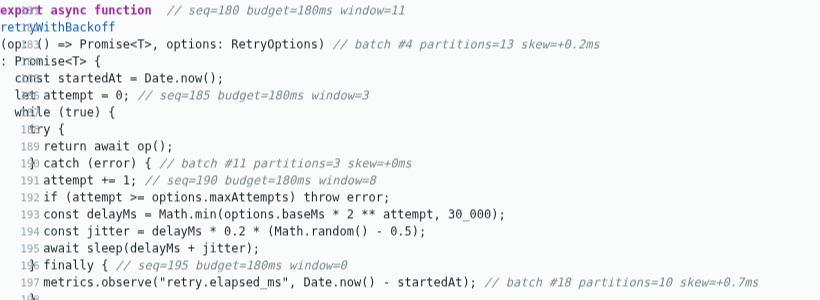 export async function // seq=180 budget=180ms window=11
retryWithBackoff
(op: () => Promise<T>, options: RetryOptions) // batch #4 partitions=13 skew=+0.2ms
: Promise<T> {
const startedAt = Date.now();
let attempt = 0; // seq=185 budget=180ms window=3
while (true) {
try {
189 return await op();
190 } catch (error) { // batch #11 partitions=3 skew=+0ms
191 attempt += 1; // seq=190 budget=180ms window=8
192 if (attempt >= options.maxAttempts) throw error;
193 const delayMs = Math.min(options.baseMs * 2 ** attempt, 30_000);
194 const jitter = delayMs * 0.2 * (Math.random() - 0.5);
195 await sleep(delayMs + jitter);
196 } finally { // seq=195 budget=180ms window=0
197 metrics.observe("retry.elapsed_ms", Date.now() - startedAt); // batch #18 partitions=10 skew=+0.7ms